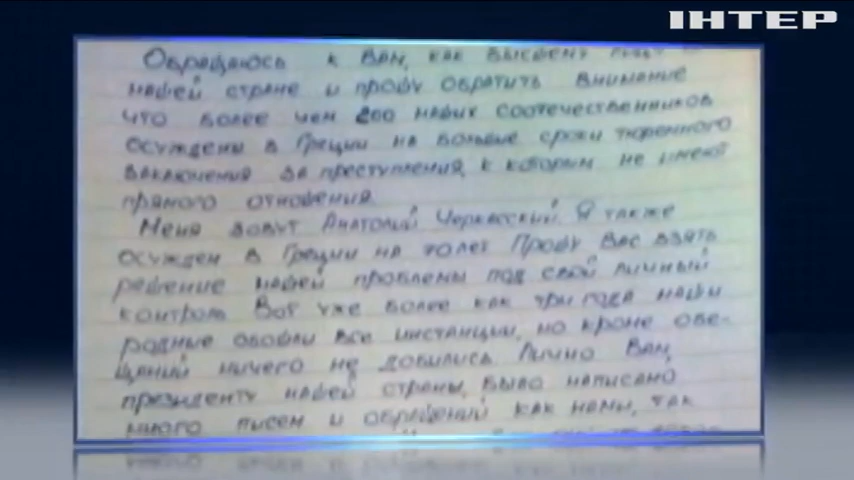 ІНТЕР
Обращаюсь к Вам, как высшему лицу в
нашей стране и прошу обратить внимание
что более чем 200 наших соотечественников
осуждены в Греции на большие сроки тюремного
заключения за преступления, к которым не имеют
прямого отношения.
Меня зовут Анатолий Черкасский. Я также
осужден в Греции на лет Прошу Вас взять
решение нашей проблемы под свой личный
контроль Вот уже более как три года наши
родные обошли все инстанции, но кроме обе-
щаний ничего не добились. Лично Вам,
президенту нашей страны, было написано
много писем и обращений как нами, так